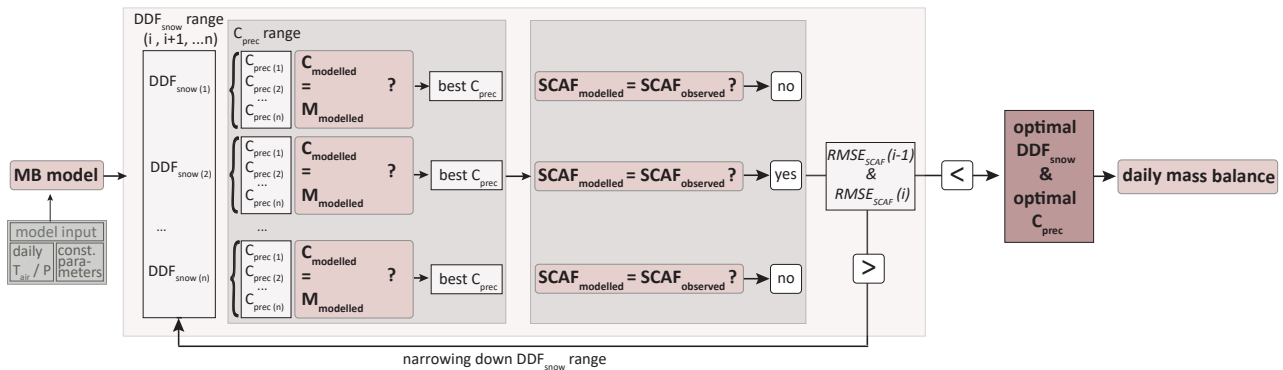 DDFsnow range
(i , i+1, ...n)
Cprec range
DDFsnow (1)
Cprec (1)
Cprec (2)
...
Cprec (n)
Cmodelled
=
Mmodelled
?
best Cprec
SCAFmodelled = SCAFobserved ?
no
MB model
model input
daily
Tair / P
const.
para-
meters
DDFsnow (2)
Cprec (1)
Cprec (2)
...
Cprec (n)
Cmodelled
=
Mmodelled
?
best Cprec
SCAFmodelled = SCAFobserved ?
yes
RMSESCAF(i-1)
&
RMSESCAF(i)
<
optimal
DDFsnow
&
optimal
Cprec
daily mass balance
...
...
DDFsnow (n)
Cprec (1)
Cprec (2)
...
Cprec (n)
Cmodelled
=
Mmodelled
?
best Cprec
SCAFmodelled = SCAFobserved ?
no
>
narrowing down DDFsnow range